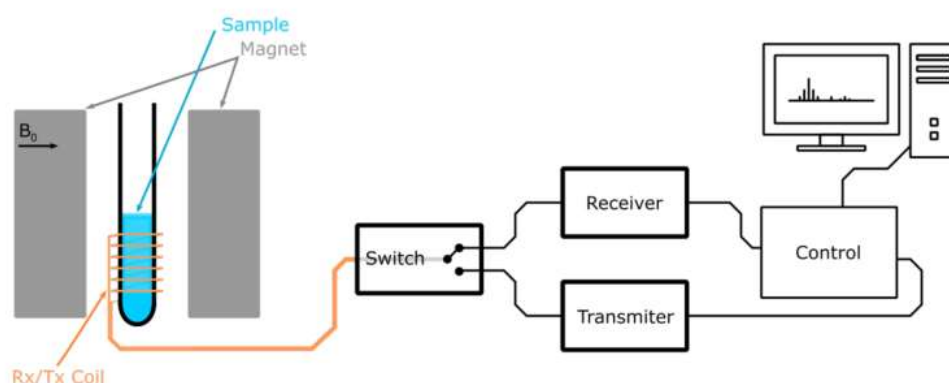 Sample
Magnet
B₀
Receiver
Switch
Control
Transmiter
Rx/Tx Coil